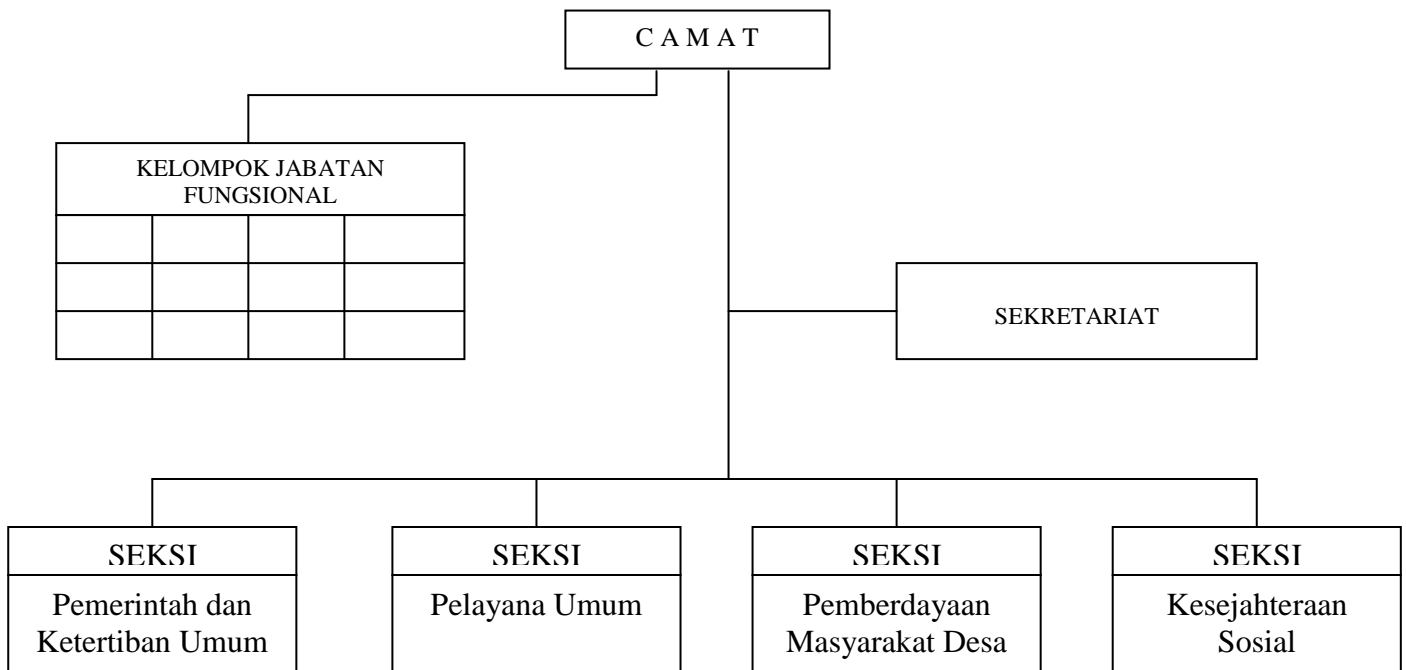 C A M A T
KELOMPOK JABATAN
FUNGSIONAL
SEKRETARIAT
SEKSI
Pemerintah dan
Ketertiban Umum
SEKSI
Pelayana Umum
SEKSI
Pemberdayaan
Masyarakat Desa
SEKSI
Kesejahteraan
Sosial